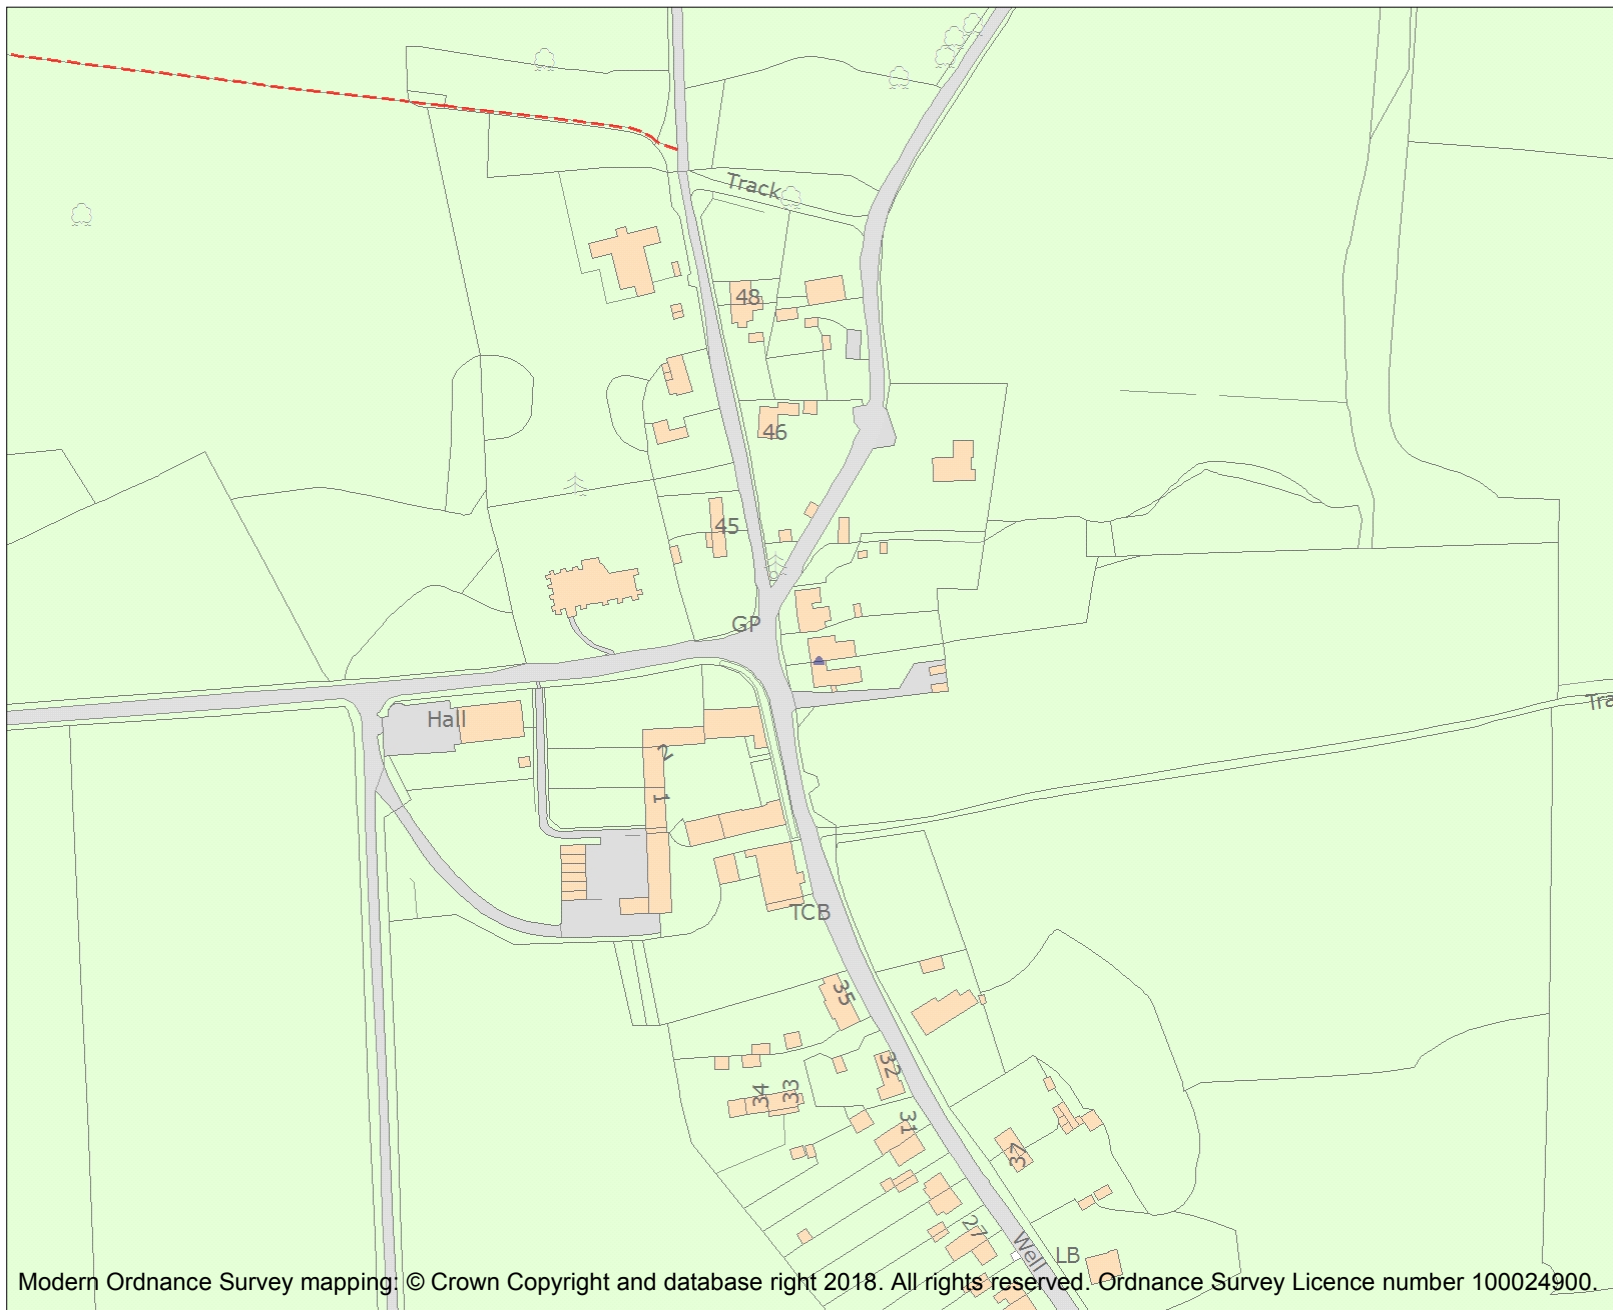 Track
48
46
45
GP
Tra
Hall
2
1
TCB
35
32
34
33
31
37
27
Well
LB
Modern Ordnance Survey mapping: © Crown Copyright and database right 2018. All rights reserved. Ordnance Survey Licence number 100024900.